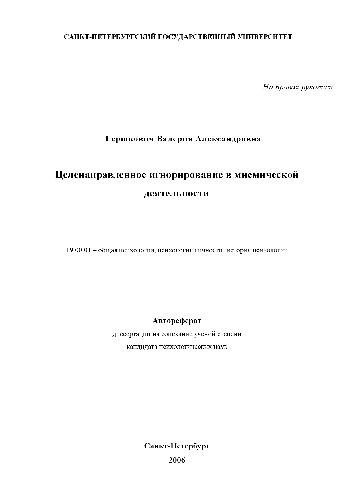 САНКТ-ПЕТЕРБУРГСКИЙ ГОСУДАРСТВЕННЫЙ УНИВЕРСИТЕТ
На правах рукописи
Гершкович Валерия Александровна
Целенаправленное игнорирование в мнемической
деятельности
19.00.01 – общая психология, психология личности, история психологии
Автореферат
диссертации на соискание ученой степени
кандидата психологических наук
Санкт-Петербург
2006